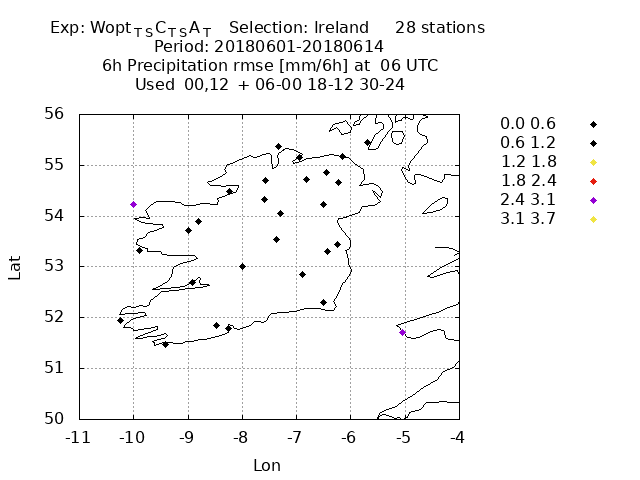 Exp: Wopt_TS C_TS A_T   Selection: Ireland     28 stations
Period: 20180601-20180614
6h Precipitation rmse [mm/6h] at  06 UTC
Used  00,12  + 06-00 18-12 30-24
0.0 0.6
0.6 1.2
1.2 1.8
1.8 2.4
2.4 3.1
3.1 3.7
56
55
54
53
52
51
50
Lat
-11 -10 -9 -8 -7 -6 -5 -4
Lon